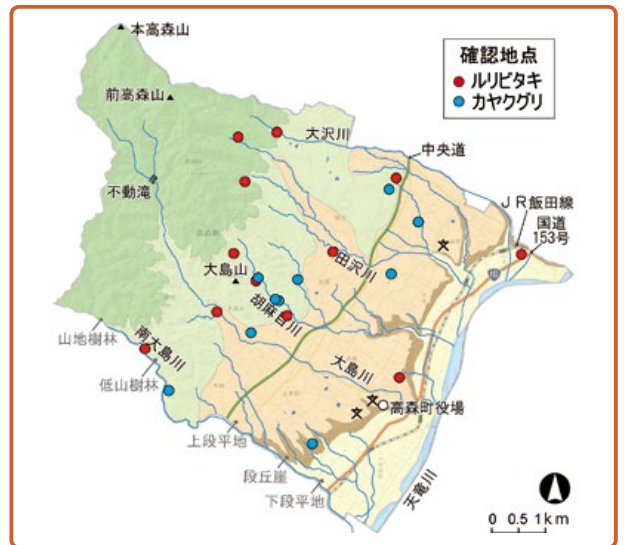 本高森山
前高森山
確認地点
ルリビタキ
カヤクグリ
大沢川
中央道
不動滝
JR飯田線
国道
153号
田沢川
大島山
胡麻目川
山地樹林
南大島川
低山樹林
大島川
高森町役場
上段平地
段丘崖
下段平地
天竜川
0 0.5 1km